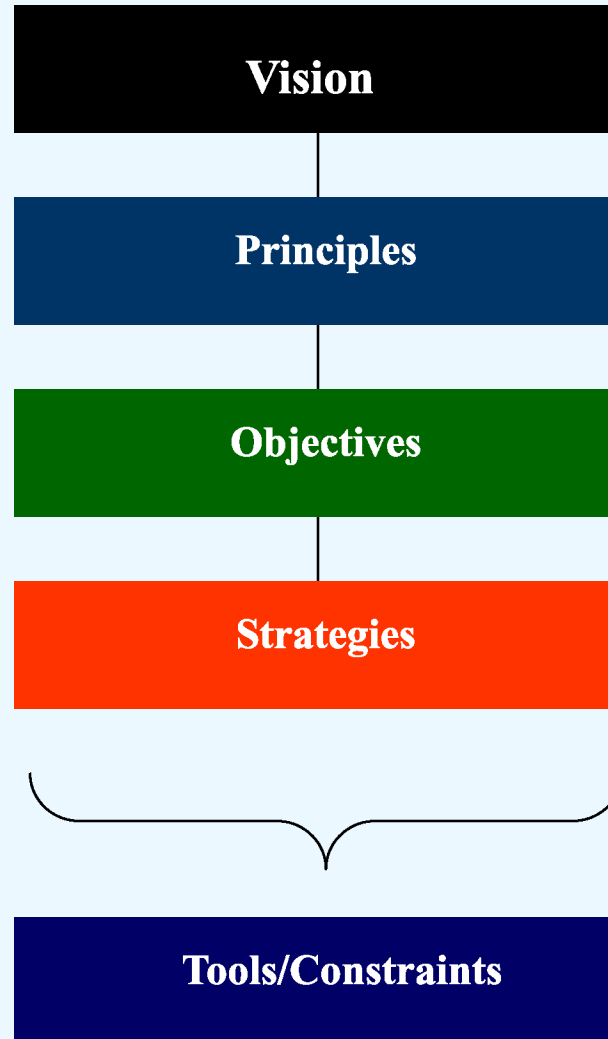 Vision
Principles
Objectives
Strategies
Tools/Constraints